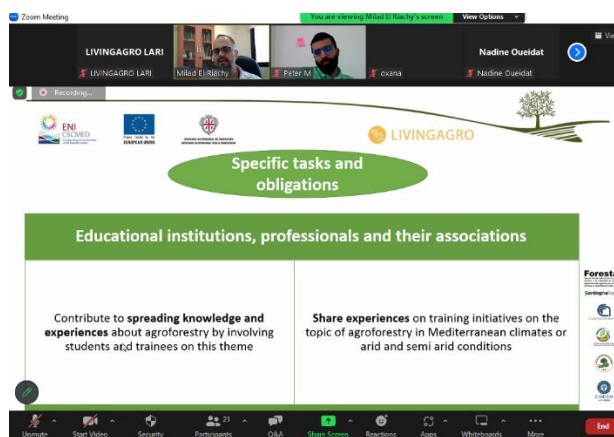 Zoom Meeting
You are viewing Milad El Riachy's screen
View Options
LIVINGAGRO LARI
Nadine Oueidat
LIVINGAGRO LARI
Milad El Riachy
Peter M
oxana
Nadine Oueidat
Recording...
ENI
CBCMED
EUROPEAN UNION
LIVINGAGRO
Specific tasks and
obligations
Educational institutions, professionals and their associations
Contribute to spreading knowledge and
experiences about agroforestry by involving
students and trainees on this theme
Share experiences on training initiatives on the
topic of agroforestry in Mediterranean climates or
arid and semi arid conditions
Unmute
Start Video
Security
Participants
21
Q&A
Share Screen
Reactions
Apps
Whiteboards
More
End